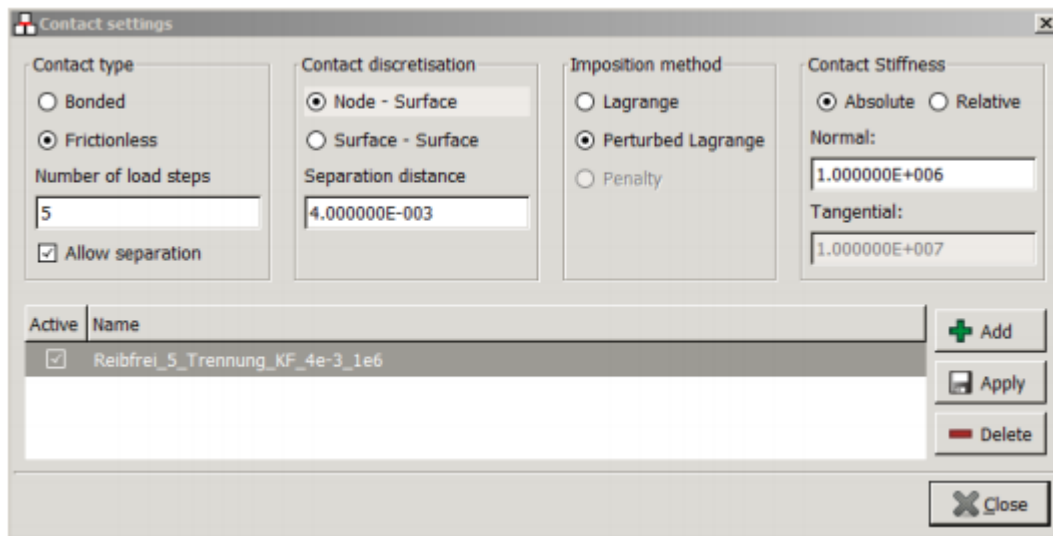 Contact settings
Contact type
Bonded
Frictionless
Number of load steps
5
Allow separation
Contact discretisation
Node - Surface
Surface - Surface
Separation distance
4.000000E-003
Imposition method
Lagrange
Perturbed Lagrange
Penalty
Contact Stiffness
Absolute Relative
Normal:
1.000000E+006
Tangential:
1.000000E+007
Active Name
Reibfrei_5_Trennung_KF_4e-3_1e6
Add
Apply
Delete
Close